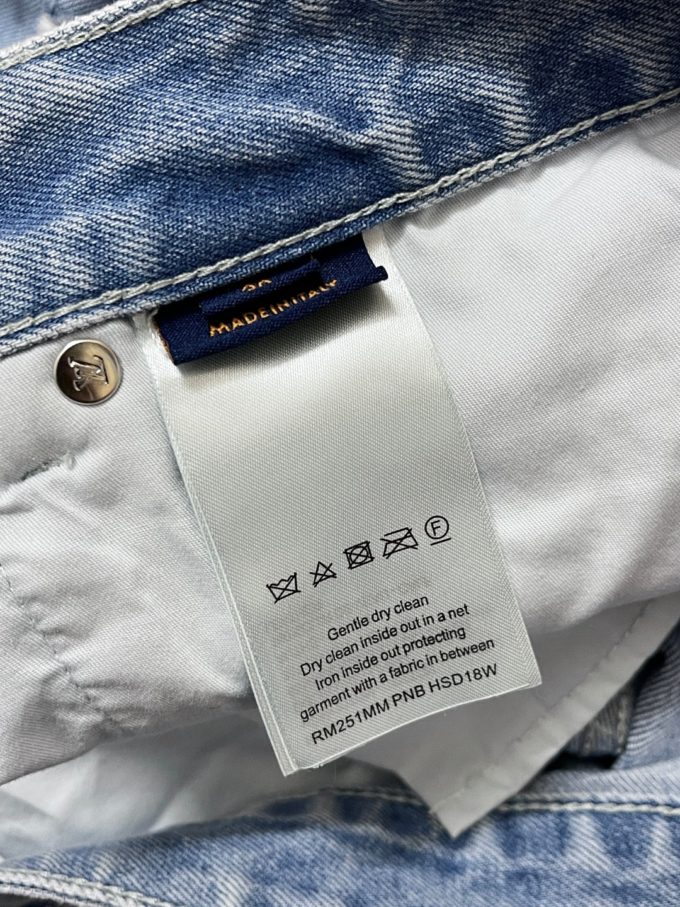 MADE IN ITALY
LV
F
Gentle dry clean
Dry clean inside out in a net
Iron inside out protecting
garment with a fabric in between
RM251MM PNB HSD18W